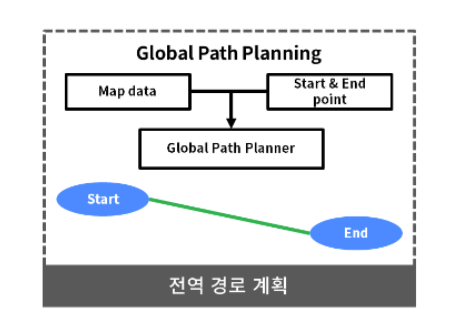 Global Path Planning
Map data
Start & End
point
Global Path Planner
Start
End
전역 경로 계획